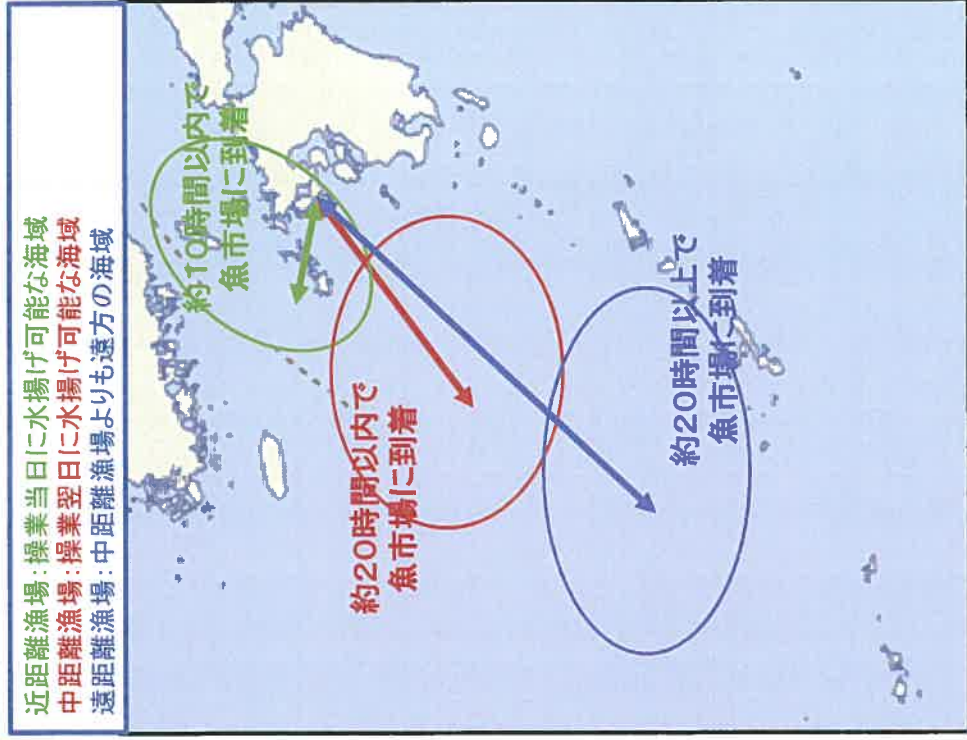 近距離漁場:操業当日に水揚げ可能な海域
中距離漁場:操業翌日に水揚げ可能な海域
遠距離漁場:中距離漁場よりも遠方の海域
約10時間以内で
魚市場に到着
約20時間以内で
魚市場に到着
約20時間以上で
魚市場に到着